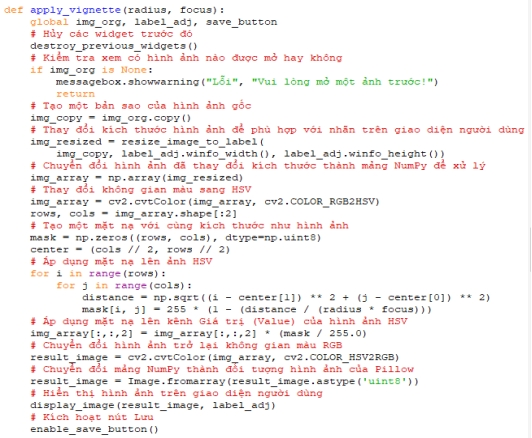 def apply_vignette(radius, focus):
    global img_org, label_adj, save_button
    # Hủy các widget trước đó
    destroy_previous_widgets()
    # Kiểm tra xem có hình ảnh nào được mở hay không
    if img_org is None:
        messagebox.showwarning("Lỗi", "Vui lòng mở một ảnh trước!")
        return
    # Tạo một bản sao của hình ảnh gốc
    img_copy = img_org.copy()
    # Thay đổi kích thước hình ảnh để phù hợp với nhãn trên giao diện người dùng
    img_resized = resize_image_to_label(
        img_copy, label_adj.winfo_width(), label_adj.winfo_height())
    # Chuyển đổi hình ảnh đã thay đổi kích thước thành mảng NumPy để xử lý
    img_array = np.array(img_resized)
    # Thay đổi không gian màu sang HSV
    img_array = cv2.cvtColor(img_array, cv2.COLOR_RGB2HSV)
    rows, cols = img_array.shape[:2]
    # Tạo một mặt nạ với cùng kích thước như hình ảnh
    mask = np.zeros((rows, cols), dtype=np.uint8)
    center = (cols // 2, rows // 2)
    # Áp dụng mặt nạ lên ảnh HSV
    for i in range(rows):
        for j in range(cols):
            distance = np.sqrt((i - center[1]) ** 2 + (j - center[0]) ** 2)
            mask[i, j] = 255 * (1 - (distance / (radius * focus)))
    # Áp dụng mặt nạ lên kênh Giá trị (Value) của hình ảnh HSV
    img_array[:,:,2] = img_array[:,:,2] * (mask / 255.0)
    # Chuyển đổi hình ảnh trở lại không gian màu RGB
    result_image = cv2.cvtColor(img_array, cv2.COLOR_HSV2RGB)
    # Chuyển đổi mảng NumPy thành đối tượng hình ảnh của Pillow
    result_image = Image.fromarray(result_image.astype('uint8'))
    # Hiển thị hình ảnh trên giao diện người dùng
    display_image(result_image, label_adj)
    # Kích hoạt nút Lưu
    enable_save_button()